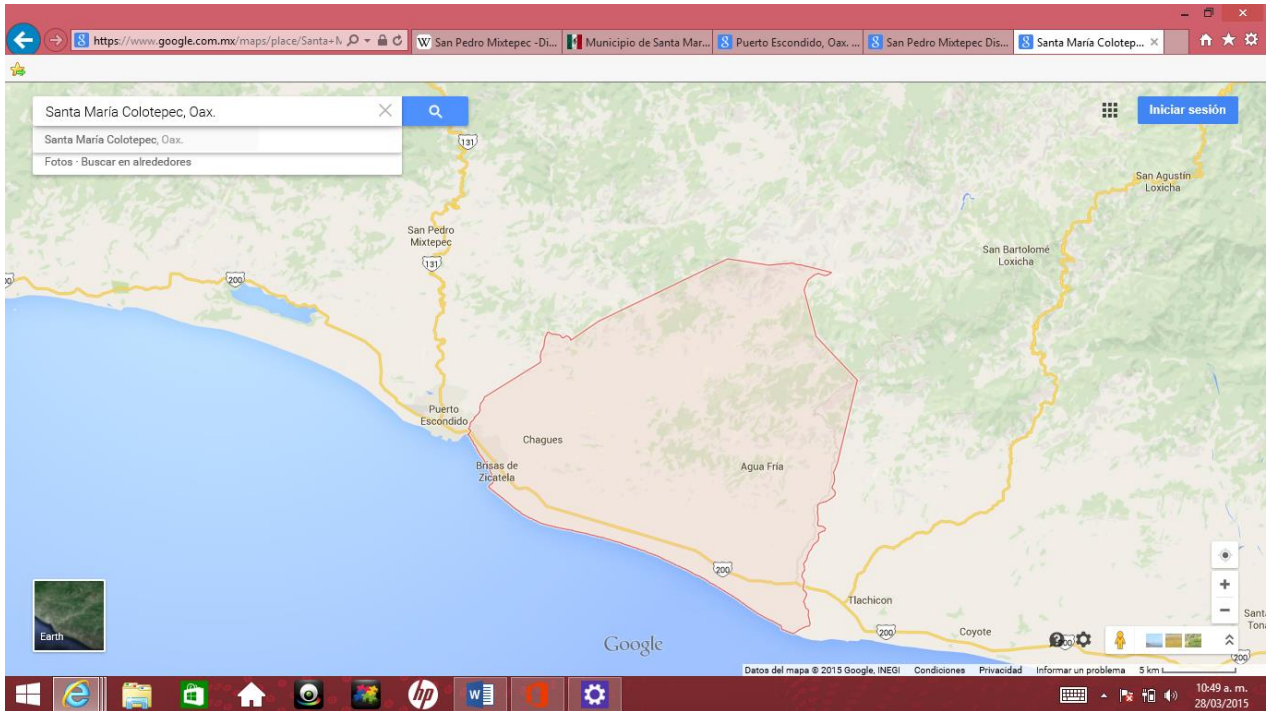 https://www.google.com.mx/maps/place/Santa+M
San Pedro Mixtepec -Di...
Municipio de Santa Mar...
Puerto Escondido, Oax. ...
San Pedro Mixtepec Dis...
Santa María Colotep...
Santa María Colotepec, Oax.
Iniciar sesión
Santa María Colotepec, Oax.
Fotos · Buscar en alrededores
131
San Agustín
Loxicha
San Pedro
Mixtepec
131
San Bartolomé
Loxicha
200
Puerto
Escondido
Chagues
Brisas de
Zicatela
Agua Fría
200
Tlachicon
200
Coyote
200
Santa
Tona
200
Earth
Google
Datos del mapa © 2015 Google, INEGI
Condiciones
Privacidad
Informar un problema
5 km
hp
10:49 a. m.
28/03/2015